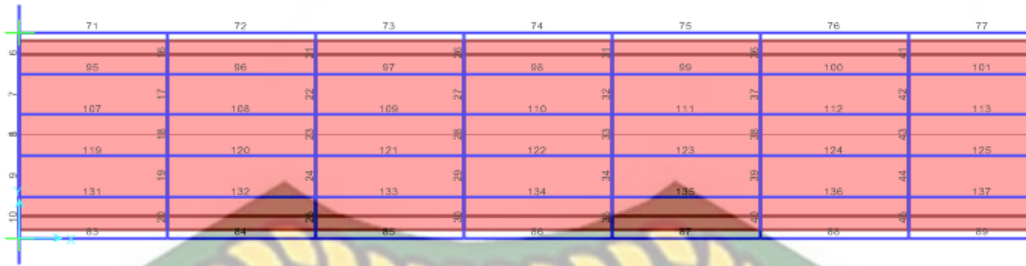 71 72 73 74 75 76 77
6 16 21 26 31 36 41
95 96 97 98 99 100 101
7 17 22 27 32 37 42
107 108 109 110 111 112 113
8 18 23 28 33 38 43
119 120 121 122 123 124 125
9 19 24 29 34 39 44
131 132 133 134 135 136 137
10 20 25 30 35 40 45
83 84 85 86 87 88 89
X